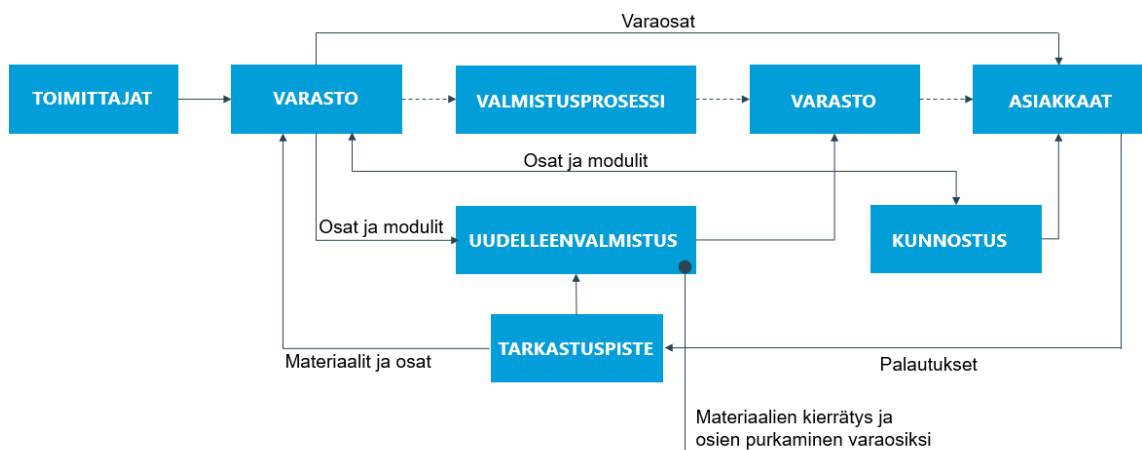 Varaosat
TOIMITTAJAT
VARASTO
VALMISTUSPROSESSI
VARASTO
ASIAKKAAT
Osat ja modulit
Osat ja modulit
UUDELLEENVALMISTUS
KUNNOSTUS
TARKASTUSPISTE
Materiaalit ja osat
Palautukset
Materiaalien kierrätys ja
osien purkaminen varaosiksi